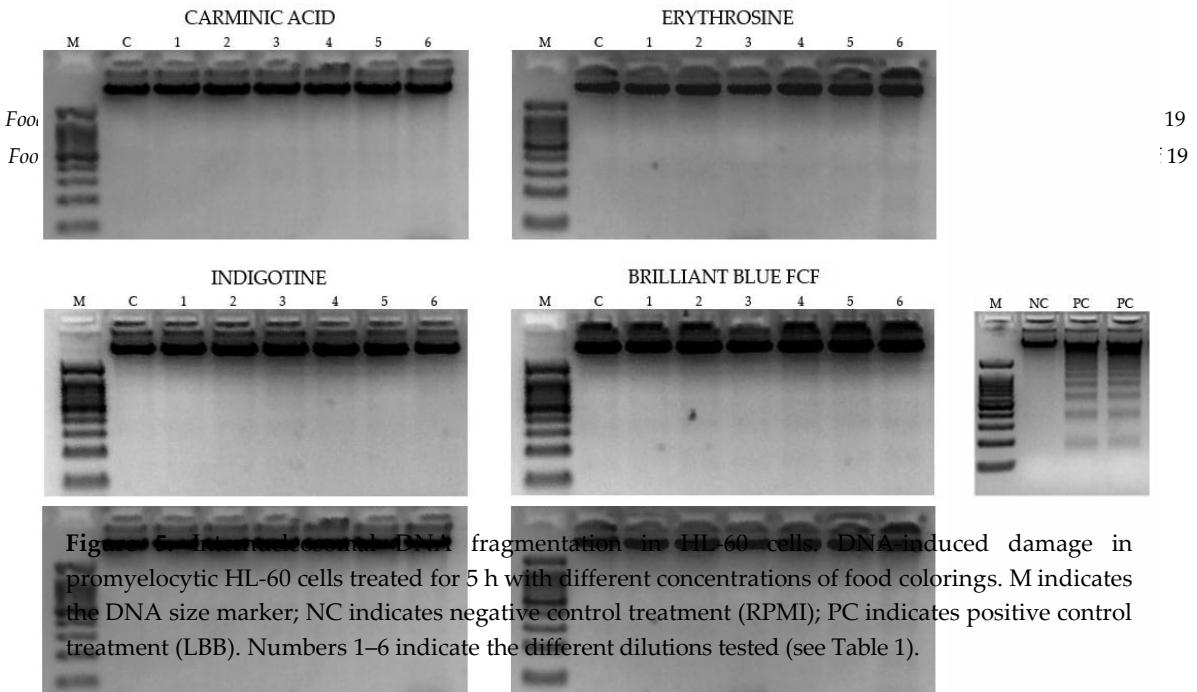 CARMINIC ACID ERYTHROSINE
M C 1 2 3 4 5 6 M C 1 2 3 4 5 6
Foo 19
Foo f 19
INDIGOTINE BRILLIANT BLUE FCF
M C 1 2 3 4 5 6 M C 1 2 3 4 5 6 M NC PC PC
Figure 5. Internucleosomal DNA fragmentation in HL-60 cells. DNA-induced damage in
promyelocytic HL-60 cells treated for 5 h with different concentrations of food colorings. M indicates
the DNA size marker; NC indicates negative control treatment (RPMI); PC indicates positive control
treatment (LBB). Numbers 1–6 indicate the different dilutions tested (see Table 1).